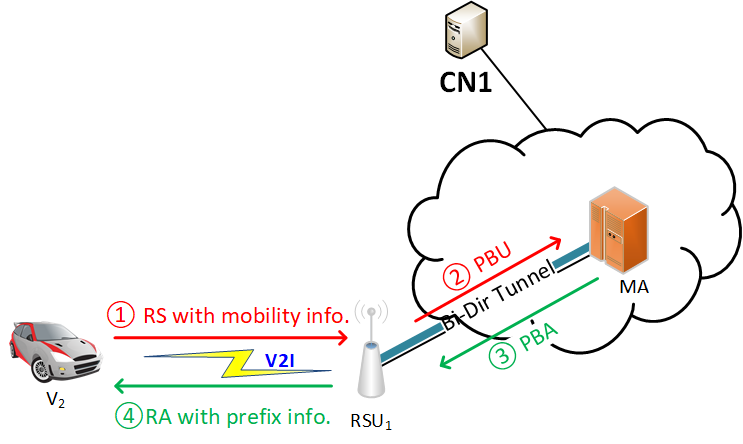 CN1
② PBU
Bi-Dir Tunnel
MA
① RS with mobility info.
③ PBA
V2I
V₂
④ RA with prefix info.
RSU₁